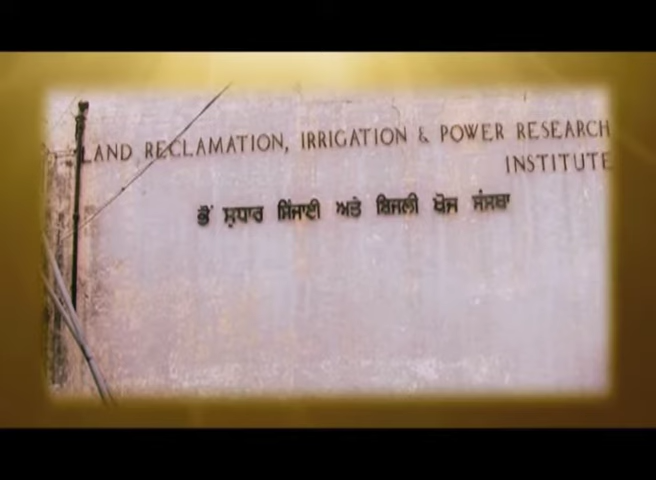 LAND RECLAMATION, IRRIGATION & POWER RESEARCH
INSTITUTE
ਭੌਂ ਸੁਧਾਰ ਸਿੰਜਾਈ ਅਤੇ ਬਿਜਲੀ ਖੋਜ ਸੰਸਥਾ